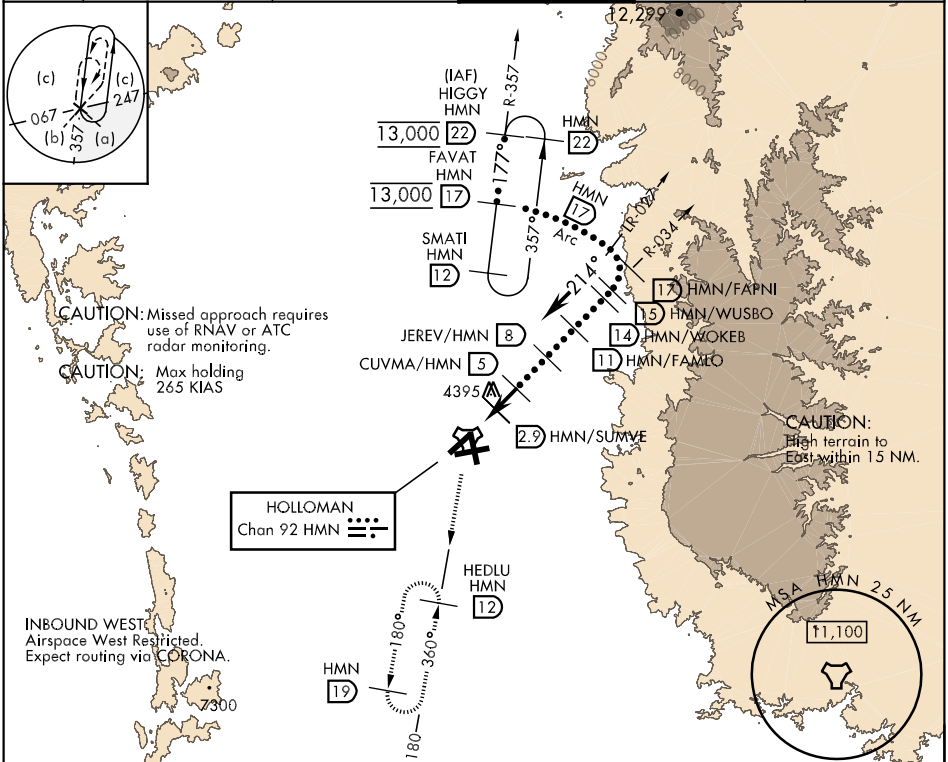 (c)
(c)
067
247
(b)
357
(a)
12,299
10,000
6000
8000
(IAF)
HIGGY
HMN
13,000 22
R-357
HMN
22
177°
FAVAT
HMN
13,000 17
HMN
17
Arc
357°
LR-027
R-034
SMATI
HMN
12
214°
17 HMN/FAPNI
15 HMN/WUSBO
14 HMN/WOKEB
11 HMN/FAMLO
JEREV/HMN 8
CUVMA/HMN 5
4395
2.9 HMN/SUMVE
CAUTION: Missed approach requires
use of RNAV or ATC
radar monitoring.
CAUTION: Max holding
265 KIAS
CAUTION:
High terrain to
East within 15 NM.
HOLLOMAN
Chan 92 HMN
HEDLU
HMN
12
180°
360°
HMN
19
180
INBOUND WEST:
Airspace West Restricted.
Expect routing via CORONA.
7300
MSA HMN 25 NM
11,100